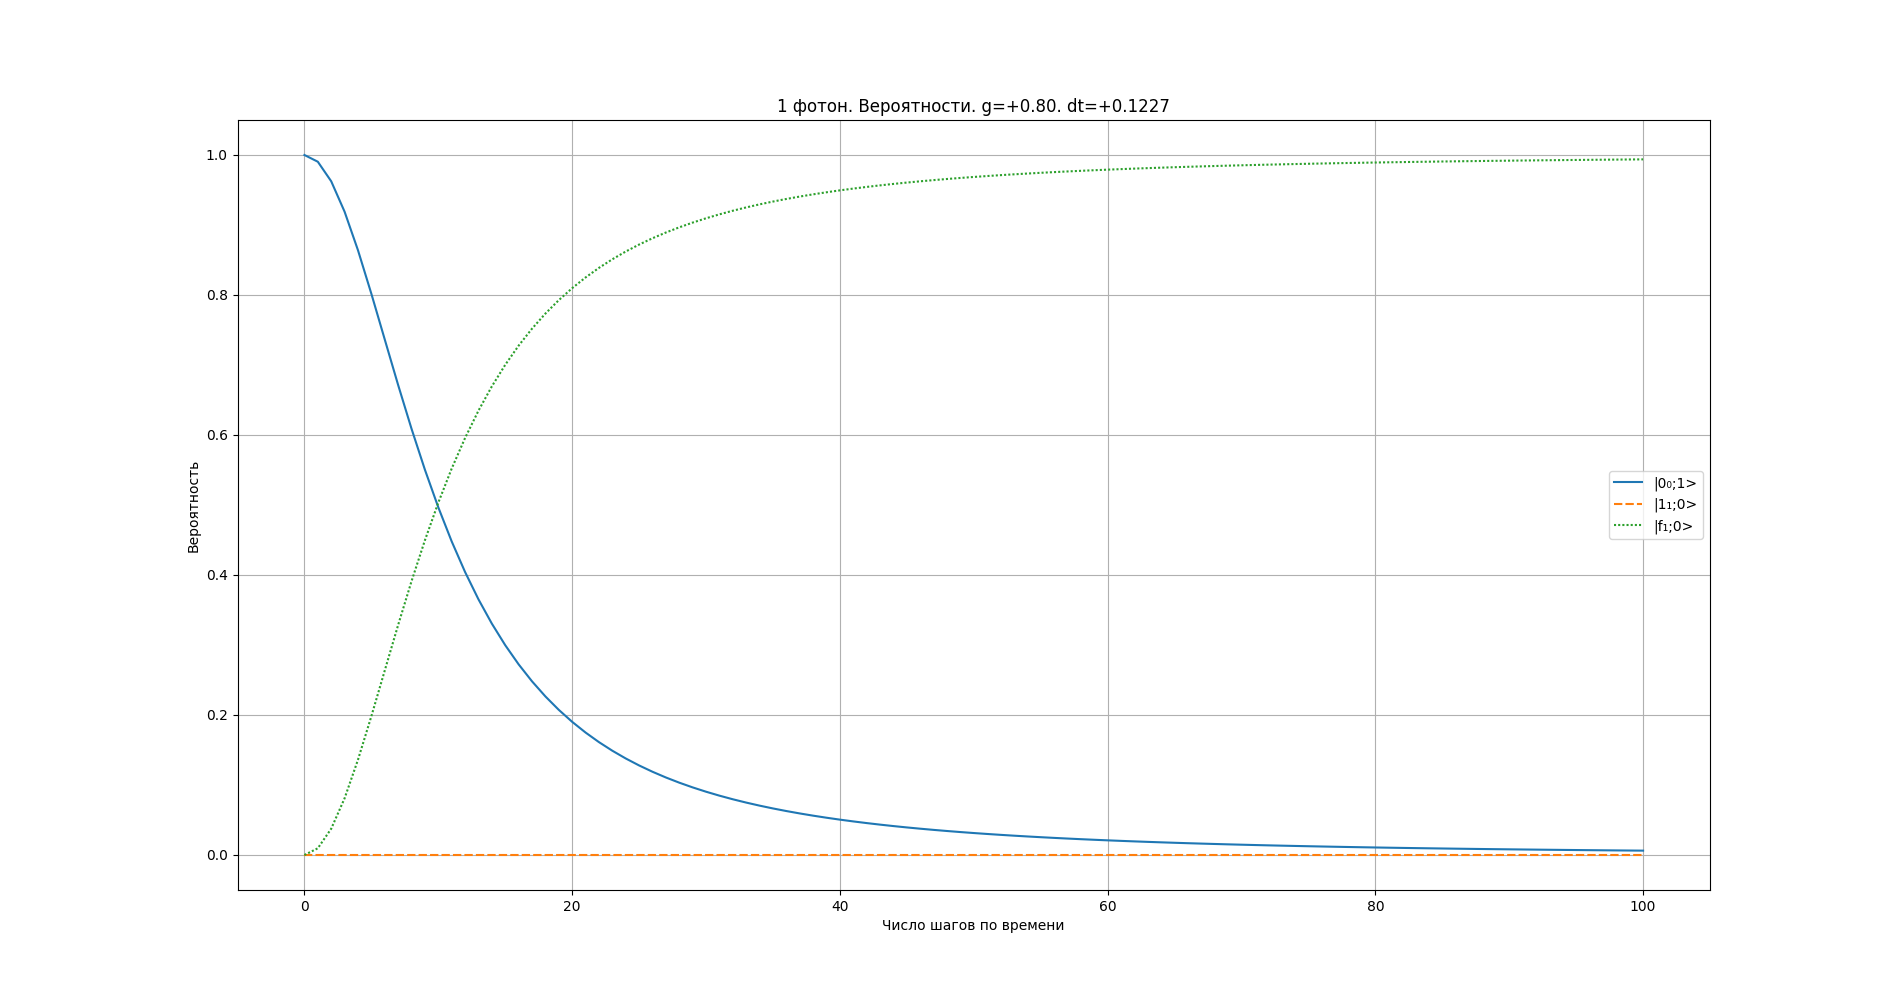 1 фотон. Вероятности. g=+0.80. dt=+0.1227
Вероятность
1.0
0.8
0.6
0.4
0.2
0.0
|0₀;1>
|1₁;0>
|f₁;0>
0 20 40 60 80 100
Число шагов по времени